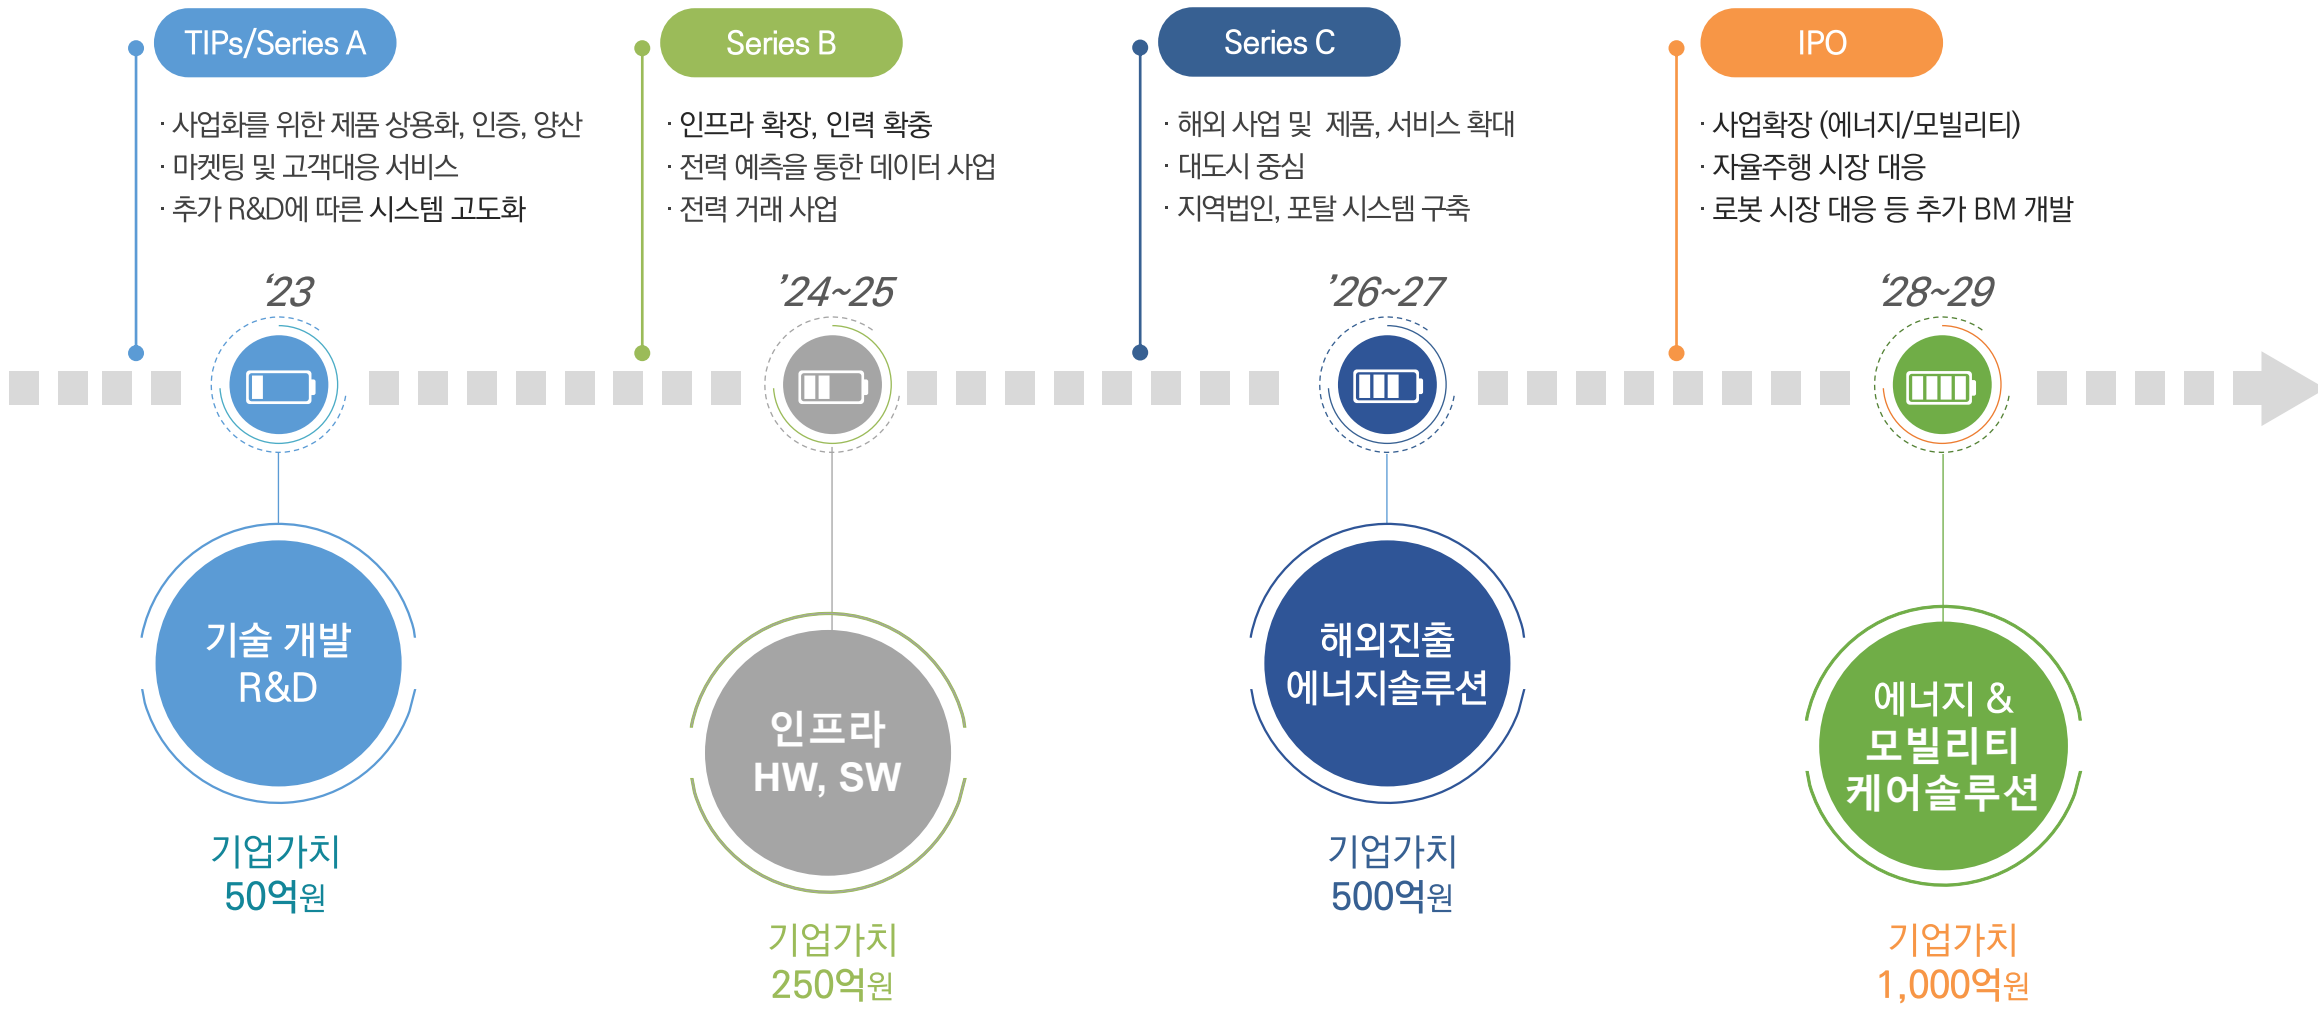 TIPs/Series A
· 사업화를 위한 제품 상용화, 인증, 양산
· 마켓팅 및 고객대응 서비스
· 추가 R&D에 따른 시스템 고도화
‘23
기술 개발
R&D
기업가치
50억원
Series B
· 인프라 확장, 인력 확충
· 전력 예측을 통한 데이터 사업
· 전력 거래 사업
’24~25
인프라
HW, SW
기업가치
250억원
Series C
· 해외 사업 및 제품, 서비스 확대
· 대도시 중심
· 지역법인, 포탈 시스템 구축
’26~27
해외진출
에너지솔루션
기업가치
500억원
IPO
· 사업확장 (에너지/모빌리티)
· 자율주행 시장 대응
· 로봇 시장 대응 등 추가 BM 개발
‘28~29
에너지 &
모빌리티
케어솔루션
기업가치
1,000억원